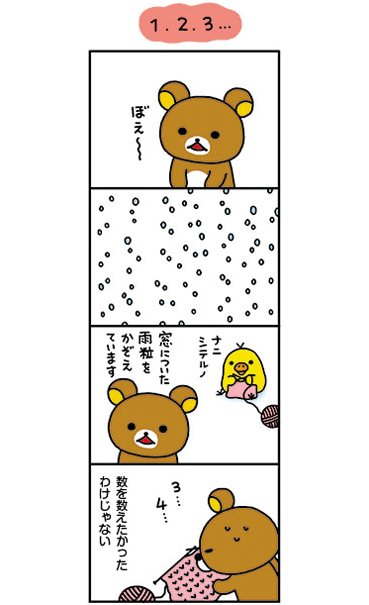 1.2.3…
ぼえ〜〜
ナニ
シテルノ
窓についた
雨粒を
かぞえ
ています
3…
4…
数を数えたかった
わけじゃない